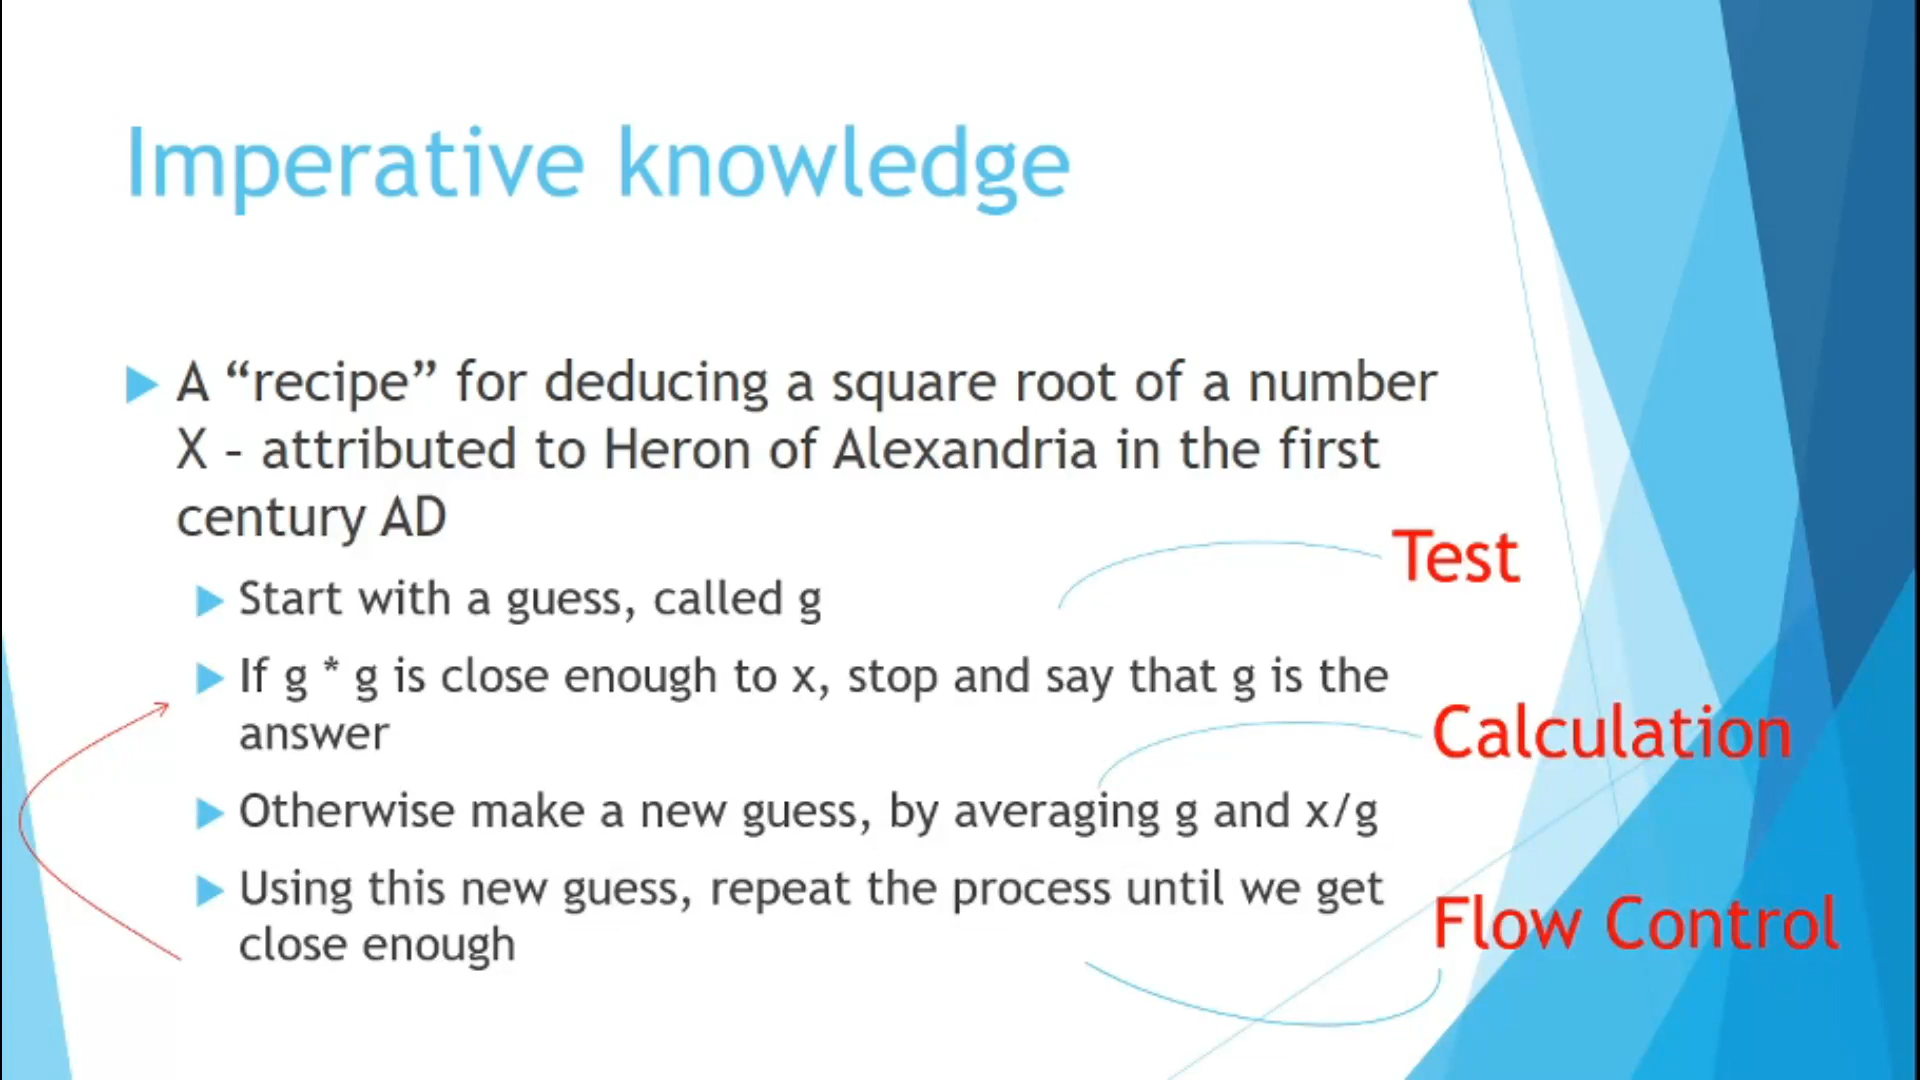 Imperative knowledge
A “recipe” for deducing a square root of a number
X – attributed to Heron of Alexandria in the first
century AD
Test
Start with a guess, called g
If g * g is close enough to x, stop and say that g is the
answer
Calculation
Otherwise make a new guess, by averaging g and x/g
Using this new guess, repeat the process until we get
close enough
Flow Control